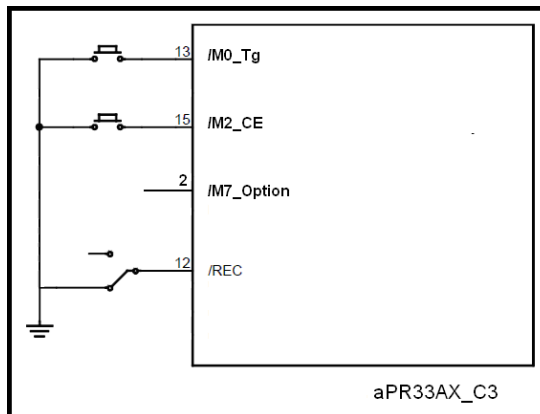 13 /M0_Tg
15 /M2_CE
2 /M7_Option
12 /REC
aPR33AX_C3